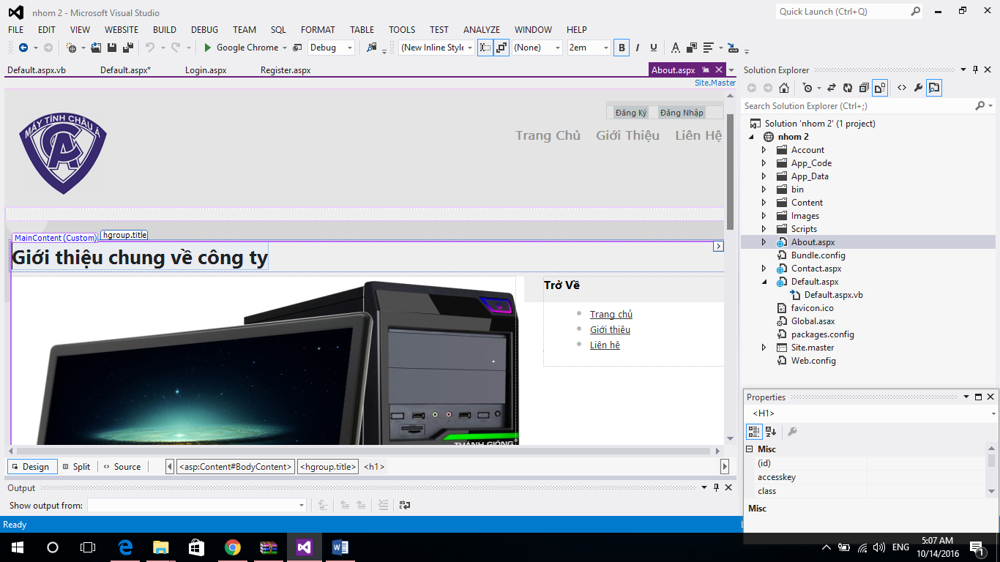 nhom 2 - Microsoft Visual Studio
Quick Launch (Ctrl+Q)
FILE EDIT VIEW WEBSITE BUILD DEBUG TEAM SQL FORMAT TABLE TOOLS TEST ANALYZE WINDOW HELP
Google Chrome Debug (New Inline Style (None) 2em B I U A
Default.aspx.vb Default.aspx* Login.aspx Register.aspx About.aspx
Site.Master
MÁY TÍNH CHÂU Á
CA
Đăng Ký Đăng Nhập
Trang Chủ Giới Thiệu Liên Hệ
MainContent (Custom) hgroup.title
Giới thiệu chung về công ty
Trở Về
Trang chủ
Giới thiêu
Liên hê
THÁNH GIÓNG
Design Split Source <asp:Content#BodyContent> <hgroup.title> <h1>
Output
Show output from:
Ready
Solution Explorer
Search Solution Explorer (Ctrl+;)
Solution 'nhom 2' (1 project)
nhom 2
Account
App_Code
App_Data
bin
Content
Images
Scripts
About.aspx
Bundle.config
Contact.aspx
Default.aspx
Default.aspx.vb
favicon.ico
Global.asax
packages.config
Site.master
Web.config
Properties
<H1>
Misc
(id)
accesskey
class
Misc
ENG
5:07 AM
10/14/2016
1